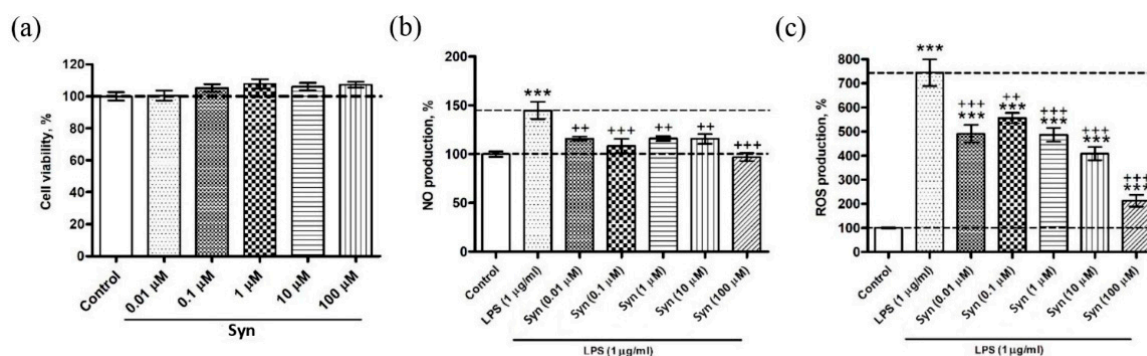 (a)
Cell viability, %
120
100
80
60
40
20
0
Control
0.01 µM
0.1 µM
1 µM
10 µM
100 µM
Syn
(b)
NO production, %
200
150
100
50
0
***
++
+++
++
++
+++
Control
LPS (1 µg/ml)
Syn (0.01 µM)
Syn (0.1 µM)
Syn (1 µM)
Syn (10 µM)
Syn (100 µM)
LPS (1 µg/ml)
(c)
ROS production, %
800
700
600
500
400
300
200
100
0
***
+++
***
++
***
+++
***
+++
***
+++
***
Control
LPS (1 µg/ml)
Syn (0.01 µM)
Syn (0.1 µM)
Syn (1 µM)
Syn (10 µM)
Syn (100 µM)
LPS (1 µg/ml)